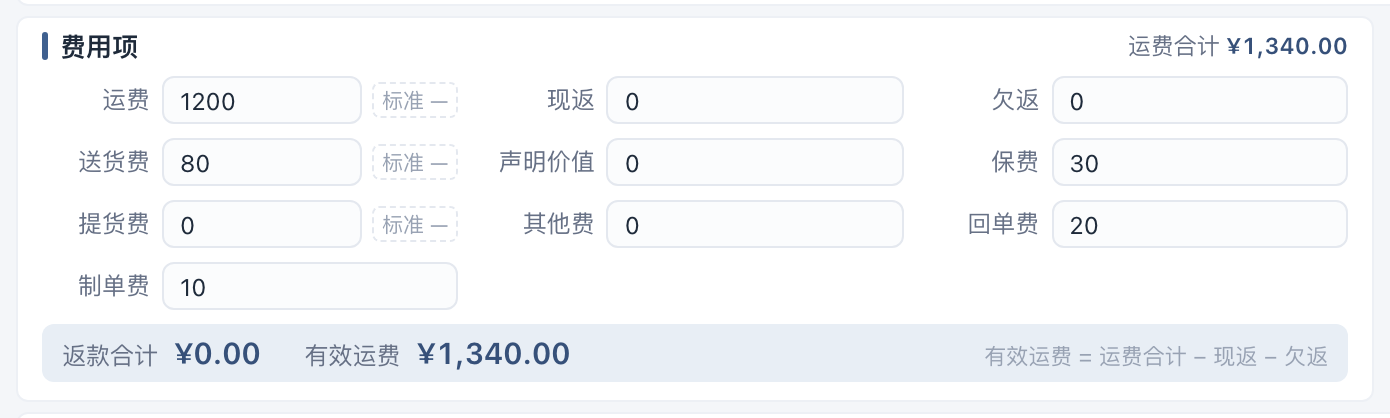 费用项 运费合计 ¥1,340.00
运费 1200 标准 — 现返 0 欠返 0
送货费 80 标准 — 声明价值 0 保费 30
提货费 0 标准 — 其他费 0 回单费 20
制单费 10
返款合计 ¥0.00 有效运费 ¥1,340.00 有效运费 = 运费合计 − 现返 − 欠返